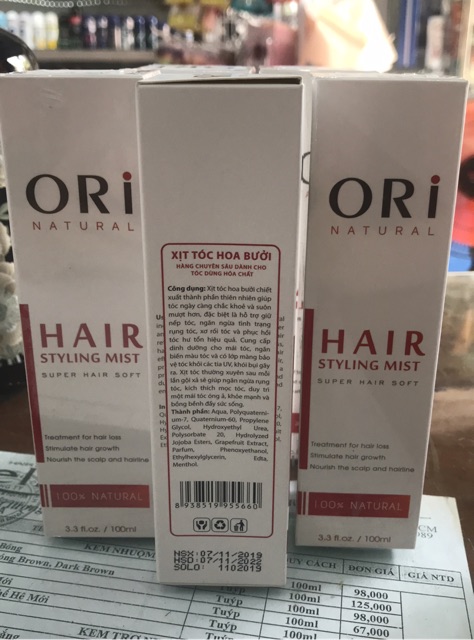 ORi
NATURAL
HAIR
STYLING MIST
SUPER HAIR SOFT
Treatment for hair loss
Stimulate hair growth
Nourish the scalp and hairline
100% NATURAL
3.3 fl.oz. / 100ml
XỊT TÓC HOA BƯỞI
HÀNG CHUYÊN SÂU DÀNH CHO
TÓC DÙNG HÓA CHẤT
Công dụng: Xịt tóc hoa bưởi chiết
xuất thành phần thiên nhiên giúp
tóc ngày càng chắc khoẻ và suôn
mượt hơn, đặc biệt là hỗ trợ giữ
nếp tóc, ngăn ngừa tình trạng
rụng tóc, xơ rối tóc và phục hồi
tóc hư tổn hiệu quả. Cung cấp
dinh dưỡng cho mái tóc, ngăn
biến màu tóc và có lớp màng bảo
vệ tóc khỏi các tia UV, khói bụi gây
ra. Xịt tóc thường xuyên sau mỗi
lần gội xả sẽ giúp ngăn ngừa rụng
tóc, kích thích mọc tóc, duy trì
một mái tóc óng ả, khỏe mạnh và
bồng bềnh đầy sức sống.
Thành phần: Aqua, Polyquaterni-
um-7, Quaternium-60, Propylene
Glycol, Hydroxyethyl Urea,
Polysorbate 20, Hydrolysed
Jojoba Esters, Grapefruit Extract,
Parfum, Phenoxyethanol,
Ethylhexylglycerin, Edta,
Menthol.
8 938519 955660
NSX: 07/11/2019
HSD: 07/11/2022
SOLO: 1102019
ORi
NATURAL
HAIR
STYLING MIST
SUPER HAIR SOFT
Treatment for hair loss
Stimulate hair growth
Nourish the scalp and hairline
100% NATURAL
3.3 fl.oz. / 100ml
KEM NHUỘM
QUY CÁCH ĐƠN GIÁ GIÁ NTD
Brown, Dark Brown
Tuýp 100ml 98,000
hế Hệ Mới Tuýp 100ml 125,000
Tuýp 100ml 98,000
100ml 67,000